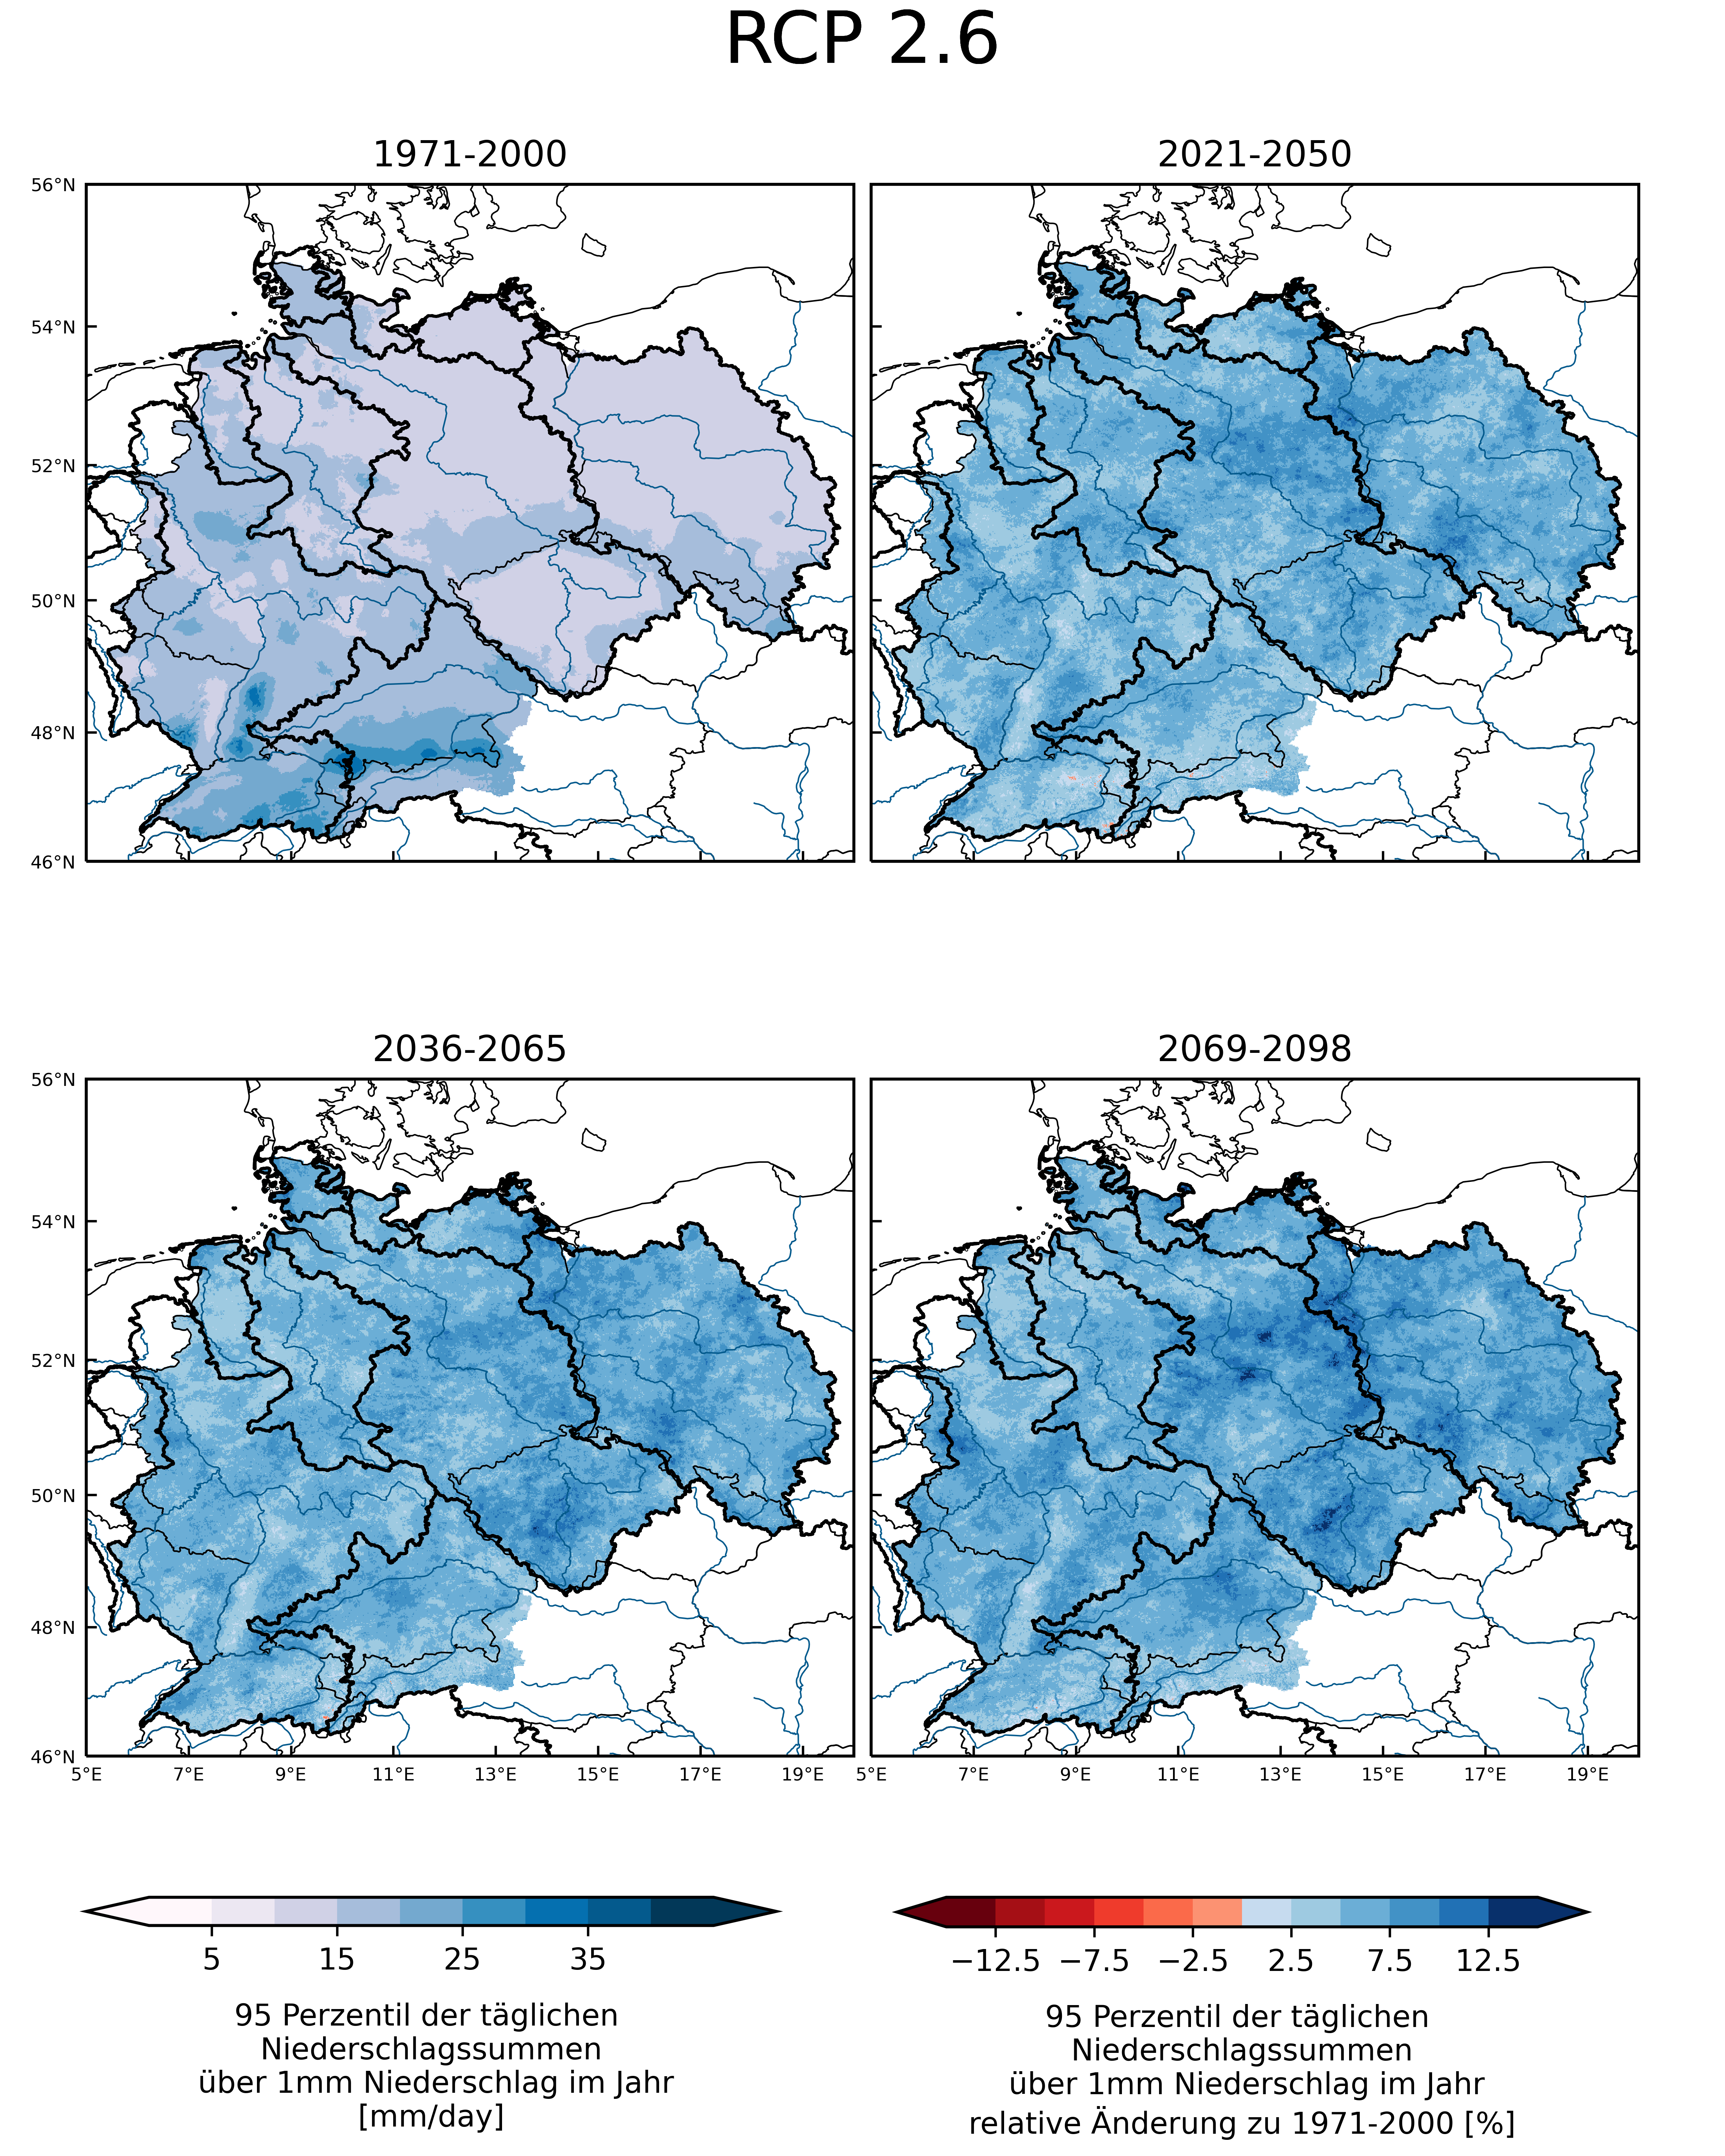 RCP 2.6
1971-2000
2021-2050
56°N
54°N
52°N
50°N
48°N
46°N
2036-2065
2069-2098
56°N
54°N
52°N
50°N
48°N
46°N
5°E 7°E 9°E 11°E 13°E 15°E 17°E 19°E
5°E 7°E 9°E 11°E 13°E 15°E 17°E 19°E
5 15 25 35
95 Perzentil der täglichen
Niederschlagssummen
über 1mm Niederschlag im Jahr
[mm/day]
−12.5 −7.5 −2.5 2.5 7.5 12.5
95 Perzentil der täglichen
Niederschlagssummen
über 1mm Niederschlag im Jahr
relative Änderung zu 1971-2000 [%]